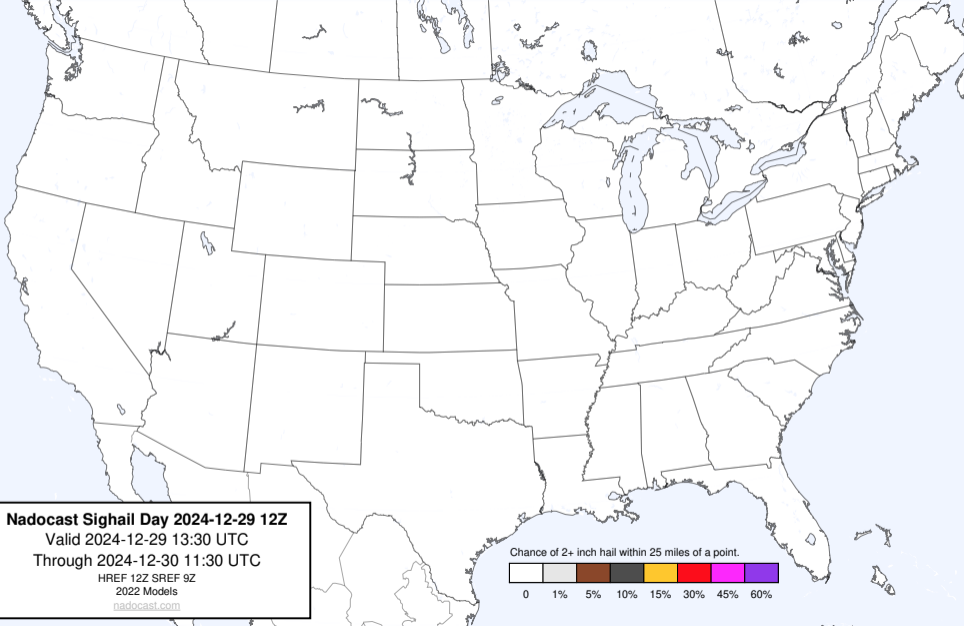 Nadocast Sighail Day 2024-12-29 12Z
Valid 2024-12-29 13:30 UTC
Through 2024-12-30 11:30 UTC
HREF 12Z SREF 9Z
2022 Models
nadocast.com
Chance of 2+ inch hail within 25 miles of a point.
0 1% 5% 10% 15% 30% 45% 60%